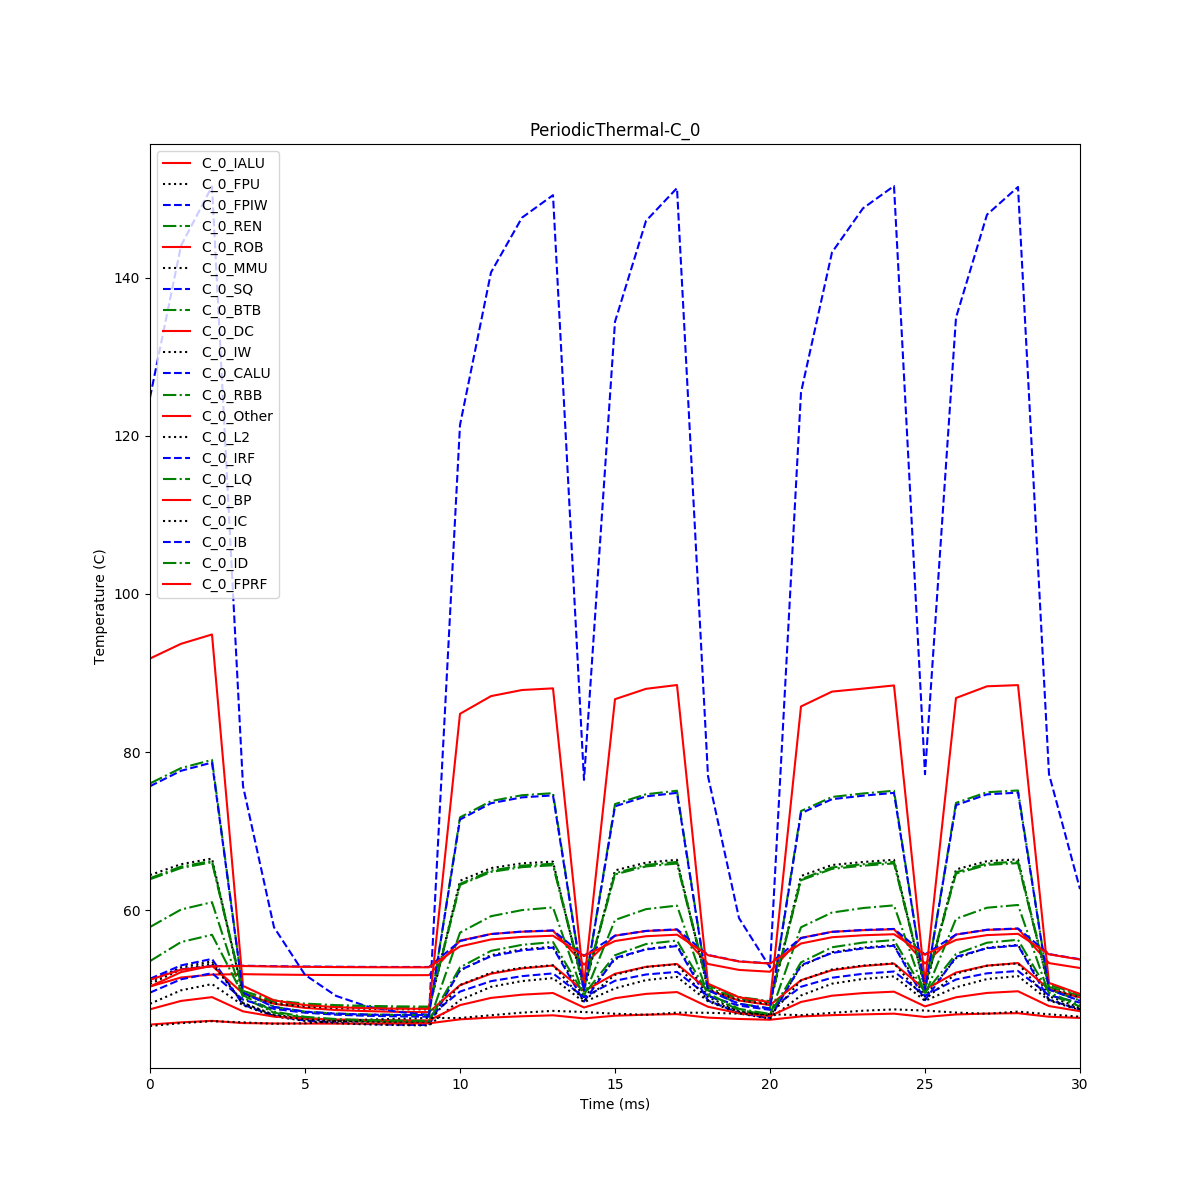 PeriodicThermal-C_0
C_0_IALU
C_0_FPU
C_0_FPIW
C_0_REN
C_0_ROB
C_0_MMU
C_0_SQ
C_0_BTB
C_0_DC
C_0_IW
C_0_CALU
C_0_RBB
C_0_Other
C_0_L2
C_0_IRF
C_0_LQ
C_0_BP
C_0_IC
C_0_IB
C_0_ID
C_0_FPRF
Temperature (C)
140
120
100
80
60
0 5 10 15 20 25 30
Time (ms)